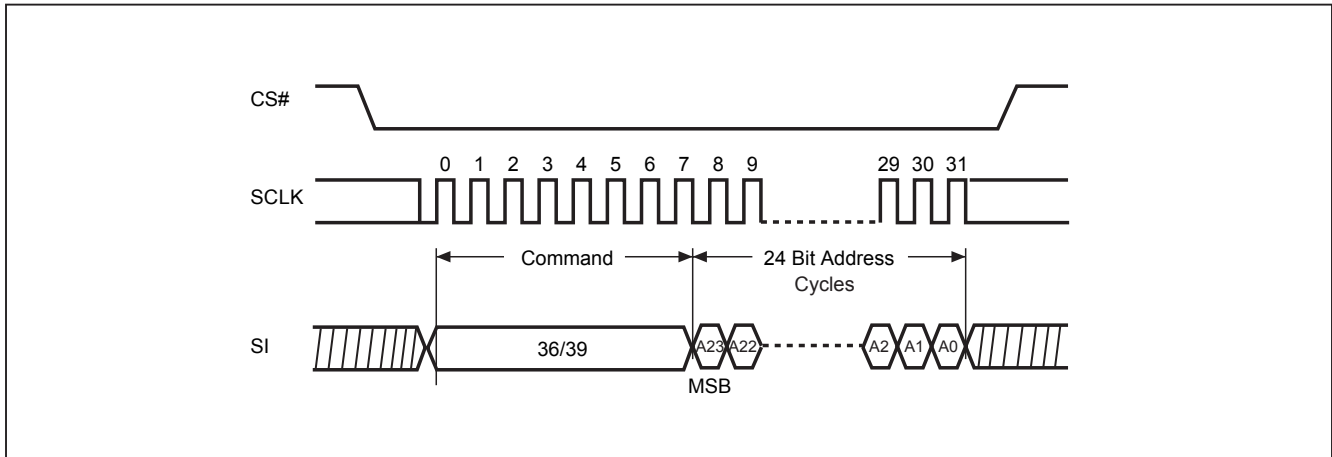 CS#
0 1 2 3 4 5 6 7 8 9 29 30 31
SCLK
Command 24 Bit Address
Cycles
SI 36/39 A23 A22 A2 A1 A0
MSB